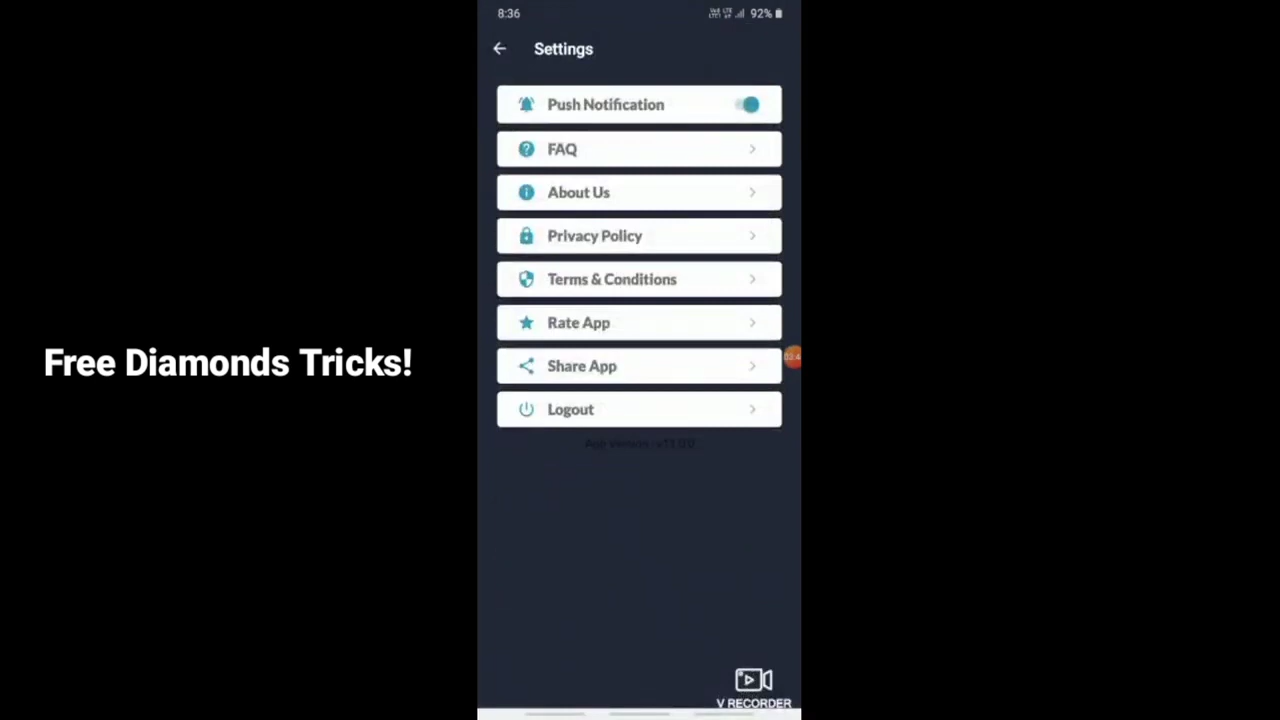 8:36
92%
Settings
Push Notification
FAQ
About Us
Privacy Policy
Terms & Conditions
Rate App
Free Diamonds Tricks!
Share App
Logout
V RECORDER